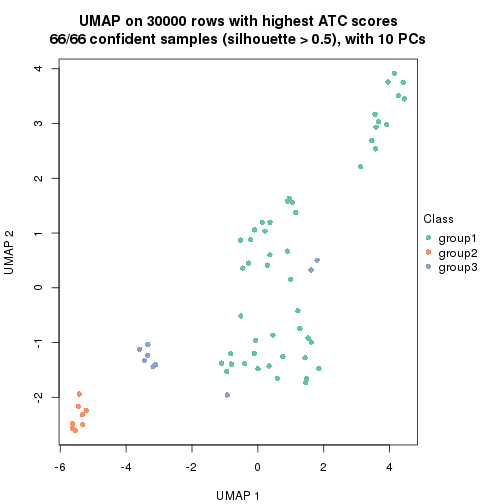 UMAP on 30000 rows with highest ATC scores
66/66 confident samples (silhouette > 0.5), with 10 PCs
4
3
2
1
0
-1
-2
UMAP 2
-6
-4
-2
0
2
4
UMAP 1
Class
group1
group2
group3